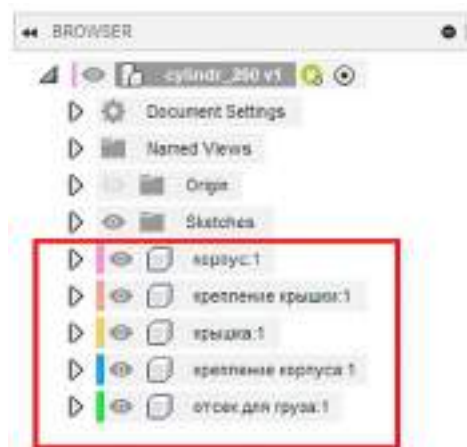 BROWSER
cylindr_260 v1
Document Settings
Named Views
Origin
Sketches
корпус:1
крепление крышки:1
крышка:1
крепление корпуса:1
отсек для груза:1